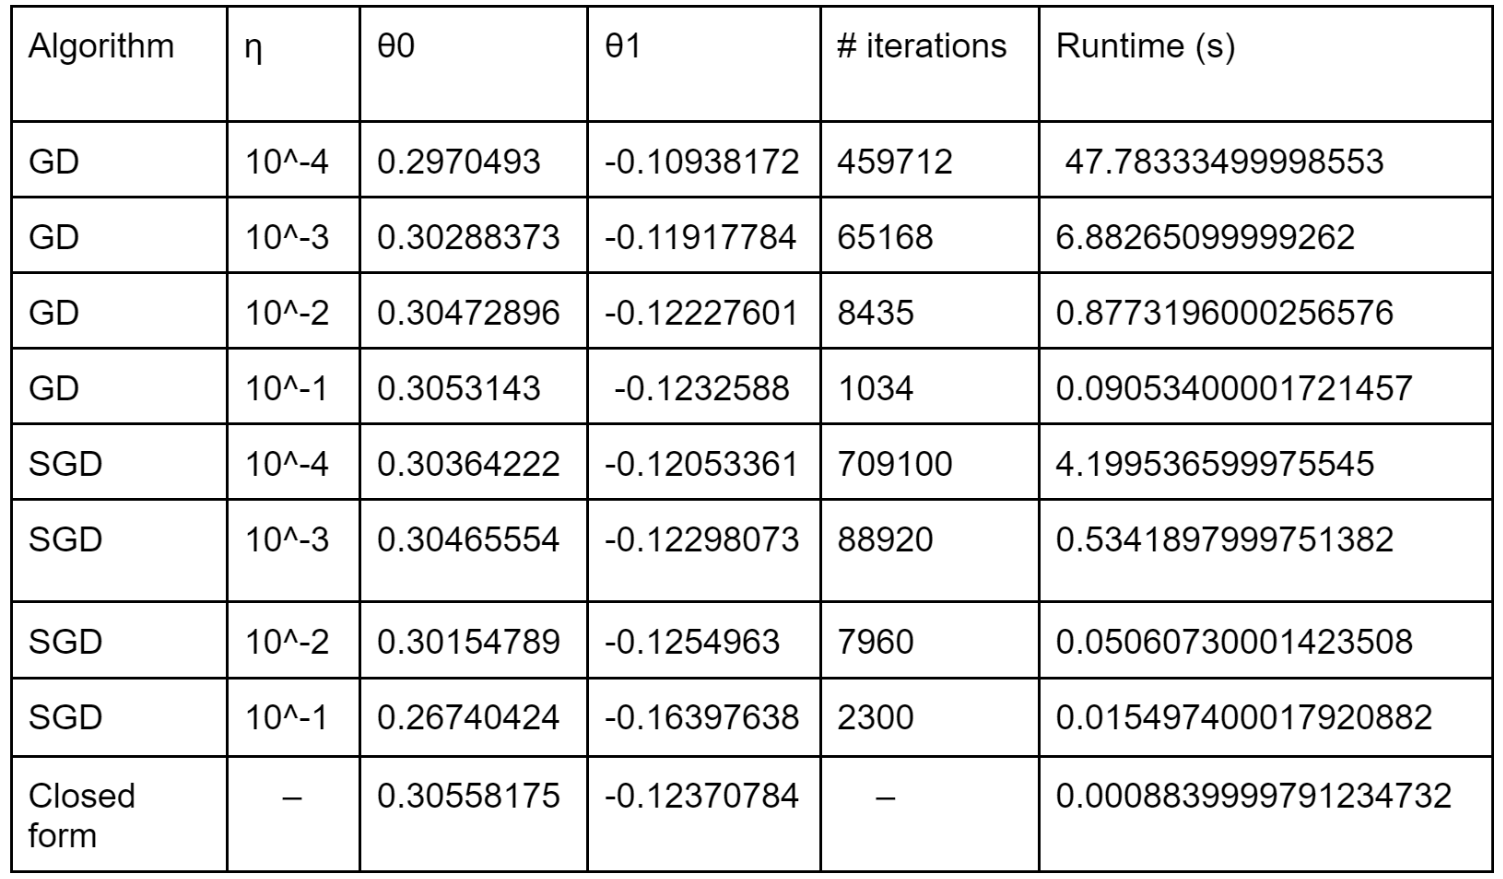 Algorithm η θ0 θ1 # iterations Runtime (s)
GD 10^-4 0.2970493 -0.10938172 459712 47.78333499998553
GD 10^-3 0.30288373 -0.11917784 65168 6.88265099999262
GD 10^-2 0.30472896 -0.12227601 8435 0.8773196000256576
GD 10^-1 0.3053143 -0.1232588 1034 0.09053400001721457
SGD 10^-4 0.30364222 -0.12053361 709100 4.199536599975545
SGD 10^-3 0.30465554 -0.12298073 88920 0.5341897999751382
SGD 10^-2 0.30154789 -0.1254963 7960 0.05060730001423508
SGD 10^-1 0.26740424 -0.16397638 2300 0.015497400017920882
Closed – 0.30558175 -0.12370784 – 0.0008839999791234732
form